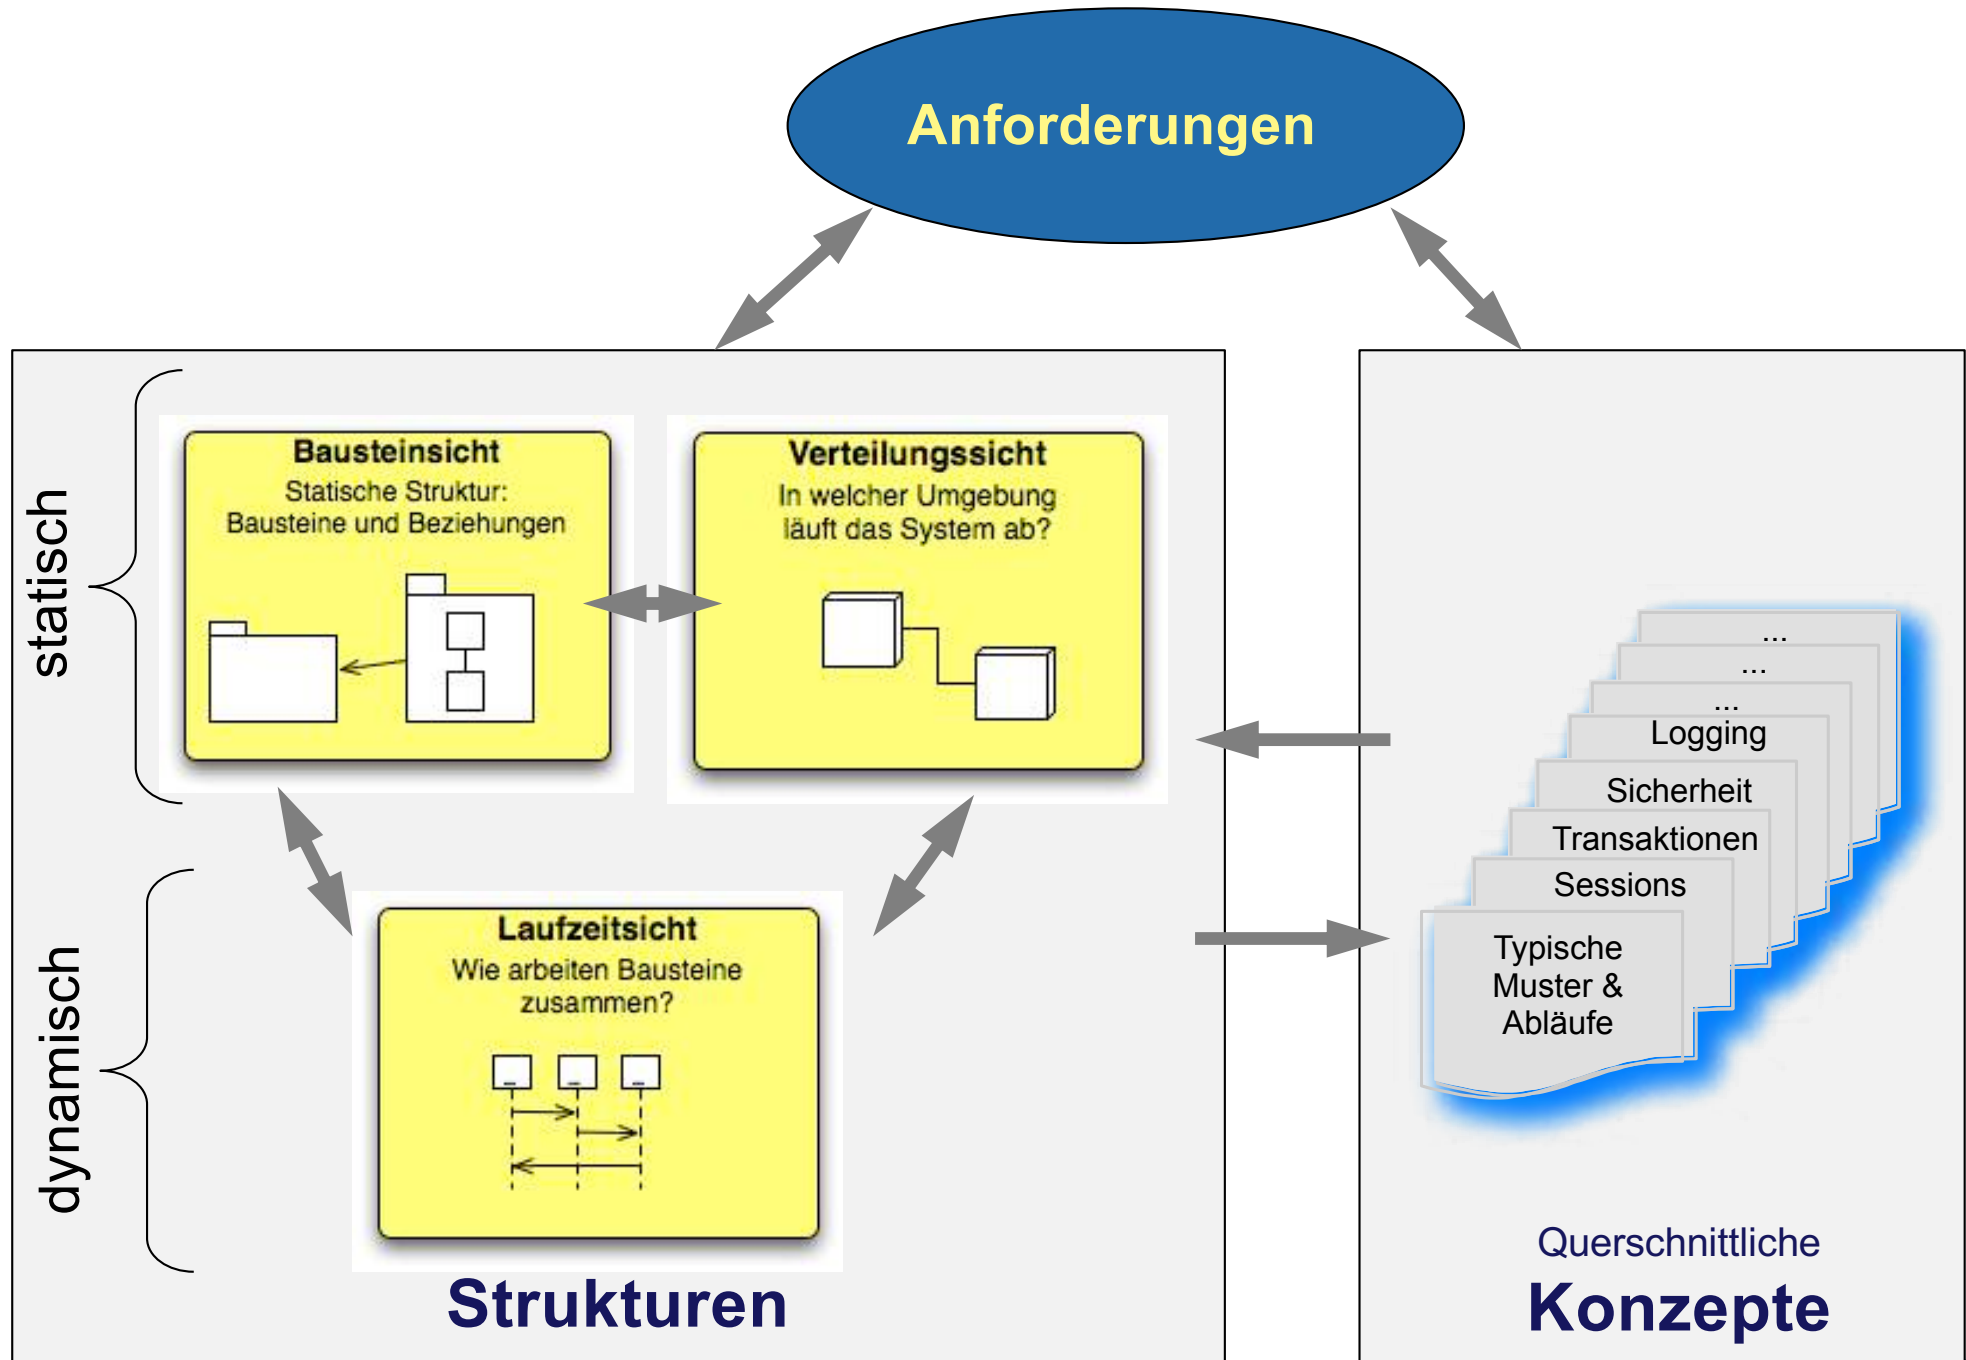 Anforderungen
statisch
Bausteinsicht
Statische Struktur:
Bausteine und Beziehungen
Verteilungssicht
In welcher Umgebung
läuft das System ab?
dynamisch
Laufzeitsicht
Wie arbeiten Bausteine
zusammen?
Strukturen
...
...
...
Logging
Sicherheit
Transaktionen
Sessions
Typische
Muster &
Abläufe
Querschnittliche
Konzepte